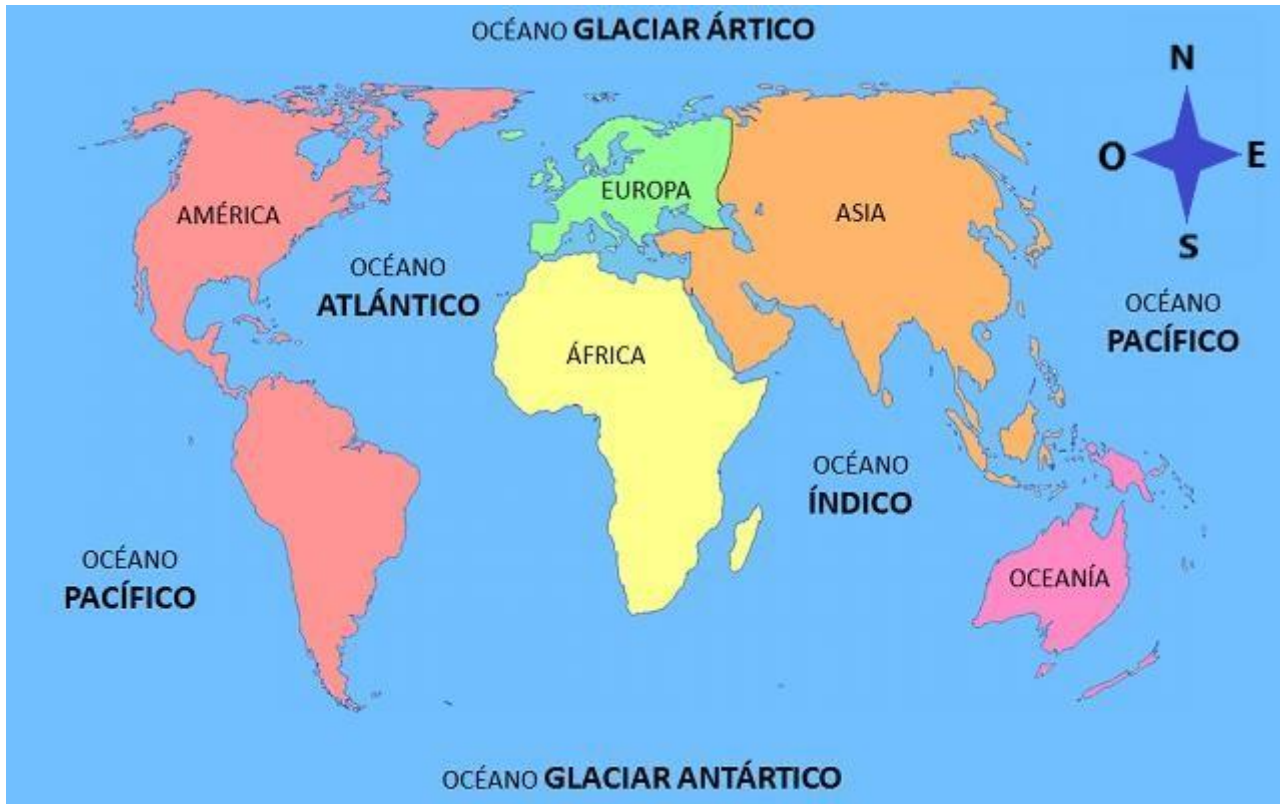 OCÉANO GLACIAR ÁRTICO
N
O
E
S
AMÉRICA
EUROPA
ASIA
OCÉANO
ATLÁNTICO
OCÉANO
PACÍFICO
ÁFRICA
OCÉANO
ÍNDICO
OCÉANO
PACÍFICO
OCEANÍA
OCÉANO GLACIAR ANTÁRTICO